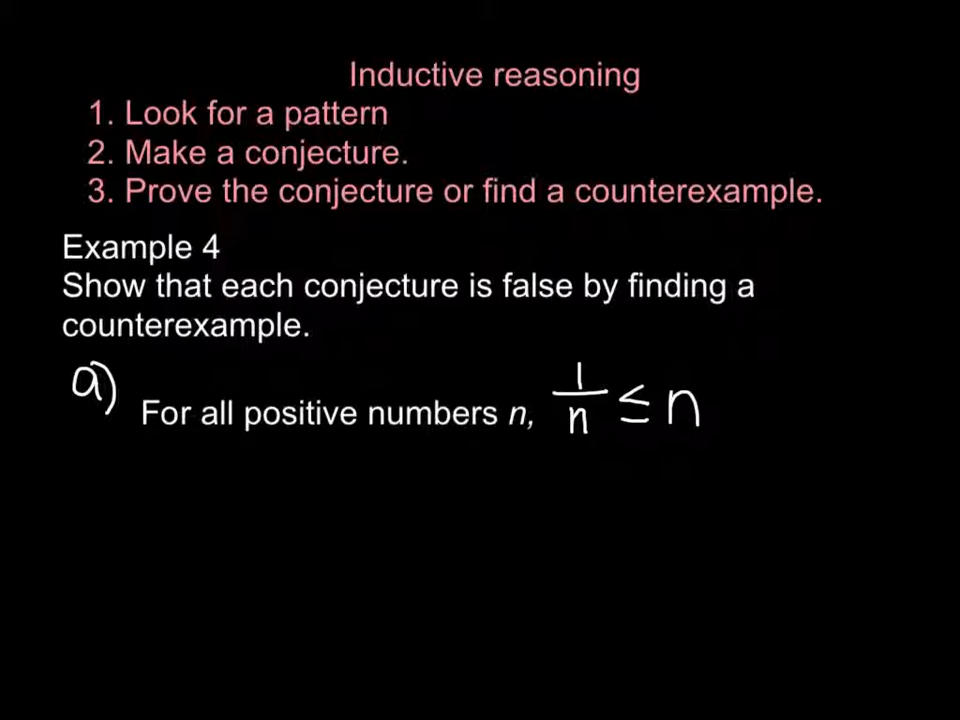 Inductive reasoning
1. Look for a pattern
2. Make a conjecture.
3. Prove the conjecture or find a counterexample.
Example 4
Show that each conjecture is false by finding a
counterexample.
a) For all positive numbers n, 1/n ≤ n